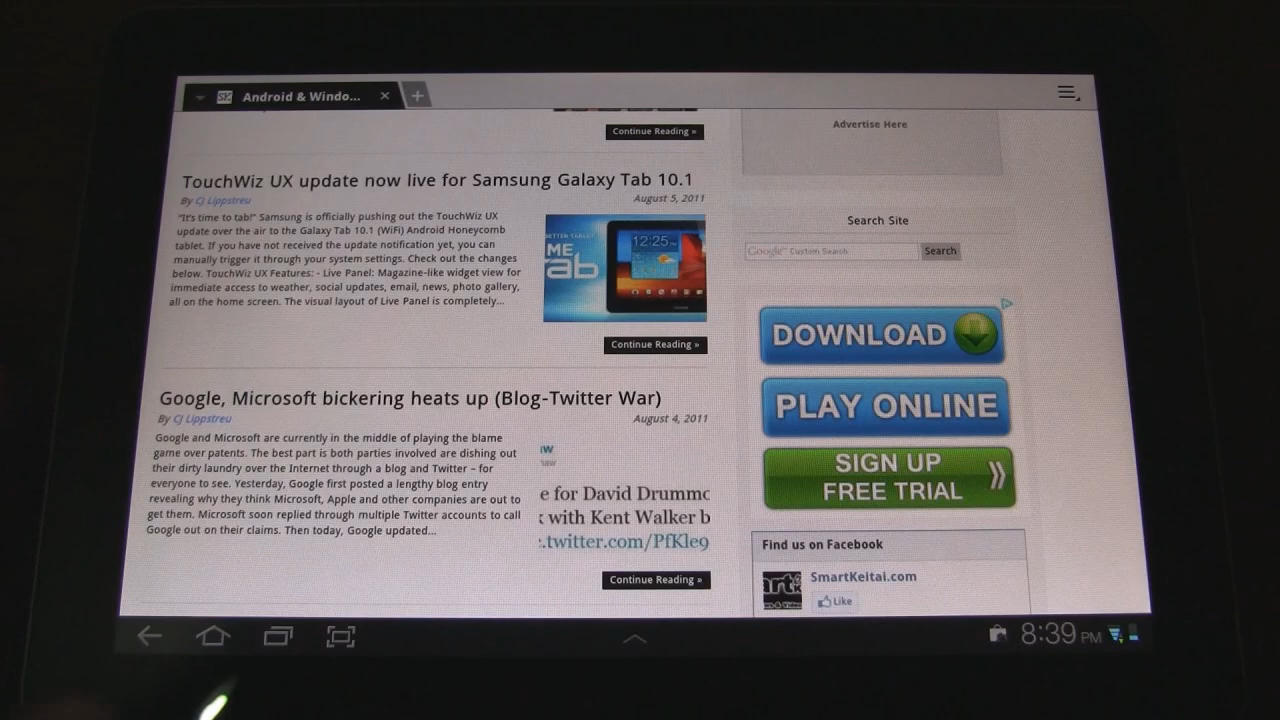 Android & Windo...
Continue Reading »
TouchWiz UX update now live for Samsung Galaxy Tab 10.1
By CJ Lippstreu
August 5, 2011
"It's time to tab!" Samsung is officially pushing out the TouchWiz UX
update over the air to the Galaxy Tab 10.1 (WiFi) Android Honeycomb
tablet. If you have not received the update notification yet, you can
manually trigger it through your system settings. Check out the changes
below. TouchWiz UX Features: - Live Panel: Magazine-like widget view for
immediate access to weather, social updates, email, news, photo gallery,
all on the home screen. The visual layout of Live Panel is completely...
ETTER TABLE
ME
ab
12:25
Continue Reading »
Google, Microsoft bickering heats up (Blog-Twitter War)
By CJ Lippstreu
August 4, 2011
Google and Microsoft are currently in the middle of playing the blame
game over patents. The best part is both parties involved are dishing out
their dirty laundry over the Internet through a blog and Twitter – for
everyone to see. Yesterday, Google first posted a lengthy blog entry
revealing why they think Microsoft, Apple and other companies are out to
get them. Microsoft soon replied through multiple Twitter accounts to call
Google out on their claims. Then today, Google updated...
e for David Drummo
with Kent Walker b
:.twitter.com/PfKle9
Continue Reading »
Advertise Here
Search Site
Google™ Custom Search
Search
DOWNLOAD
PLAY ONLINE
SIGN UP
FREE TRIAL
Find us on Facebook
SmartKeitai.com
Like
8:39 PM